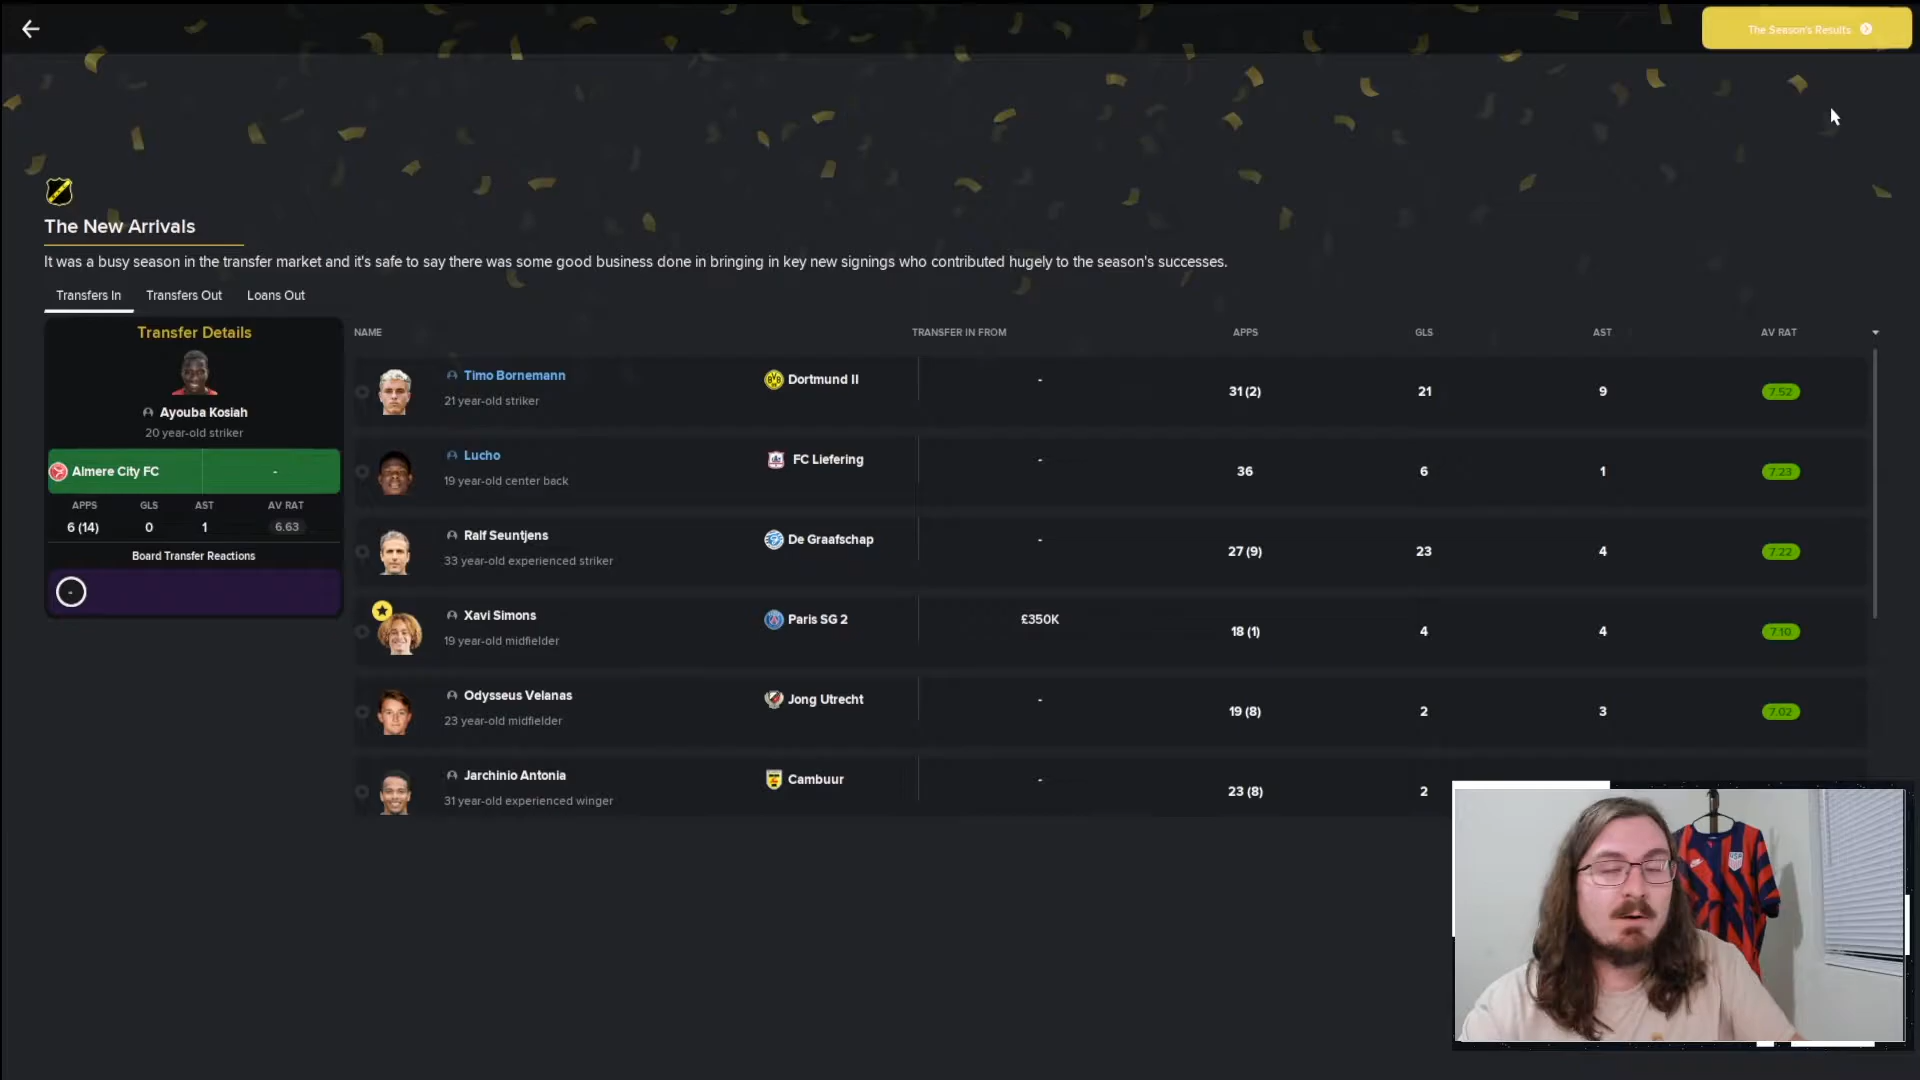 The Season's Results
The New Arrivals
It was a busy season in the transfer market and it's safe to say there was some good business done in bringing in key new signings who contributed hugely to the season's successes.
Transfers In Transfers Out Loans Out
Transfer Details
Ayouba Kosiah
20 year-old striker
Almere City FC -
APPS GLS AST AV RAT
6 (14) 0 1 6.63
Board Transfer Reactions
-
NAME TRANSFER IN FROM APPS GLS AST AV RAT
Timo Bornemann Dortmund II - 31 (2) 21 9 7.52
21 year-old striker
Lucho FC Liefering - 36 6 1 7.23
19 year-old center back
Ralf Seuntjens De Graafschap - 27 (9) 23 4 7.22
33 year-old experienced striker
Xavi Simons Paris SG 2 £350K 18 (1) 4 4 7.10
19 year-old midfielder
Odysseus Velanas Jong Utrecht - 19 (8) 2 3 7.02
23 year-old midfielder
Jarchinio Antonia Cambuur - 23 (8) 2
31 year-old experienced winger